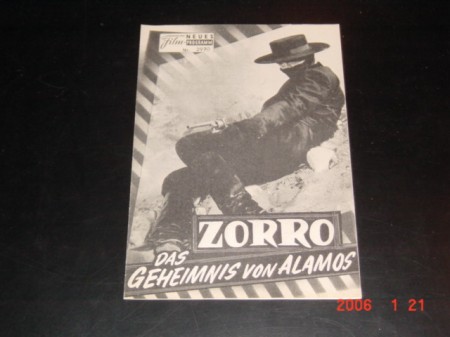 Film
NEUES
PROGRAMM
ZORRO
DAS
GEHEIMNIS VON ALAMOS
2006 1 21